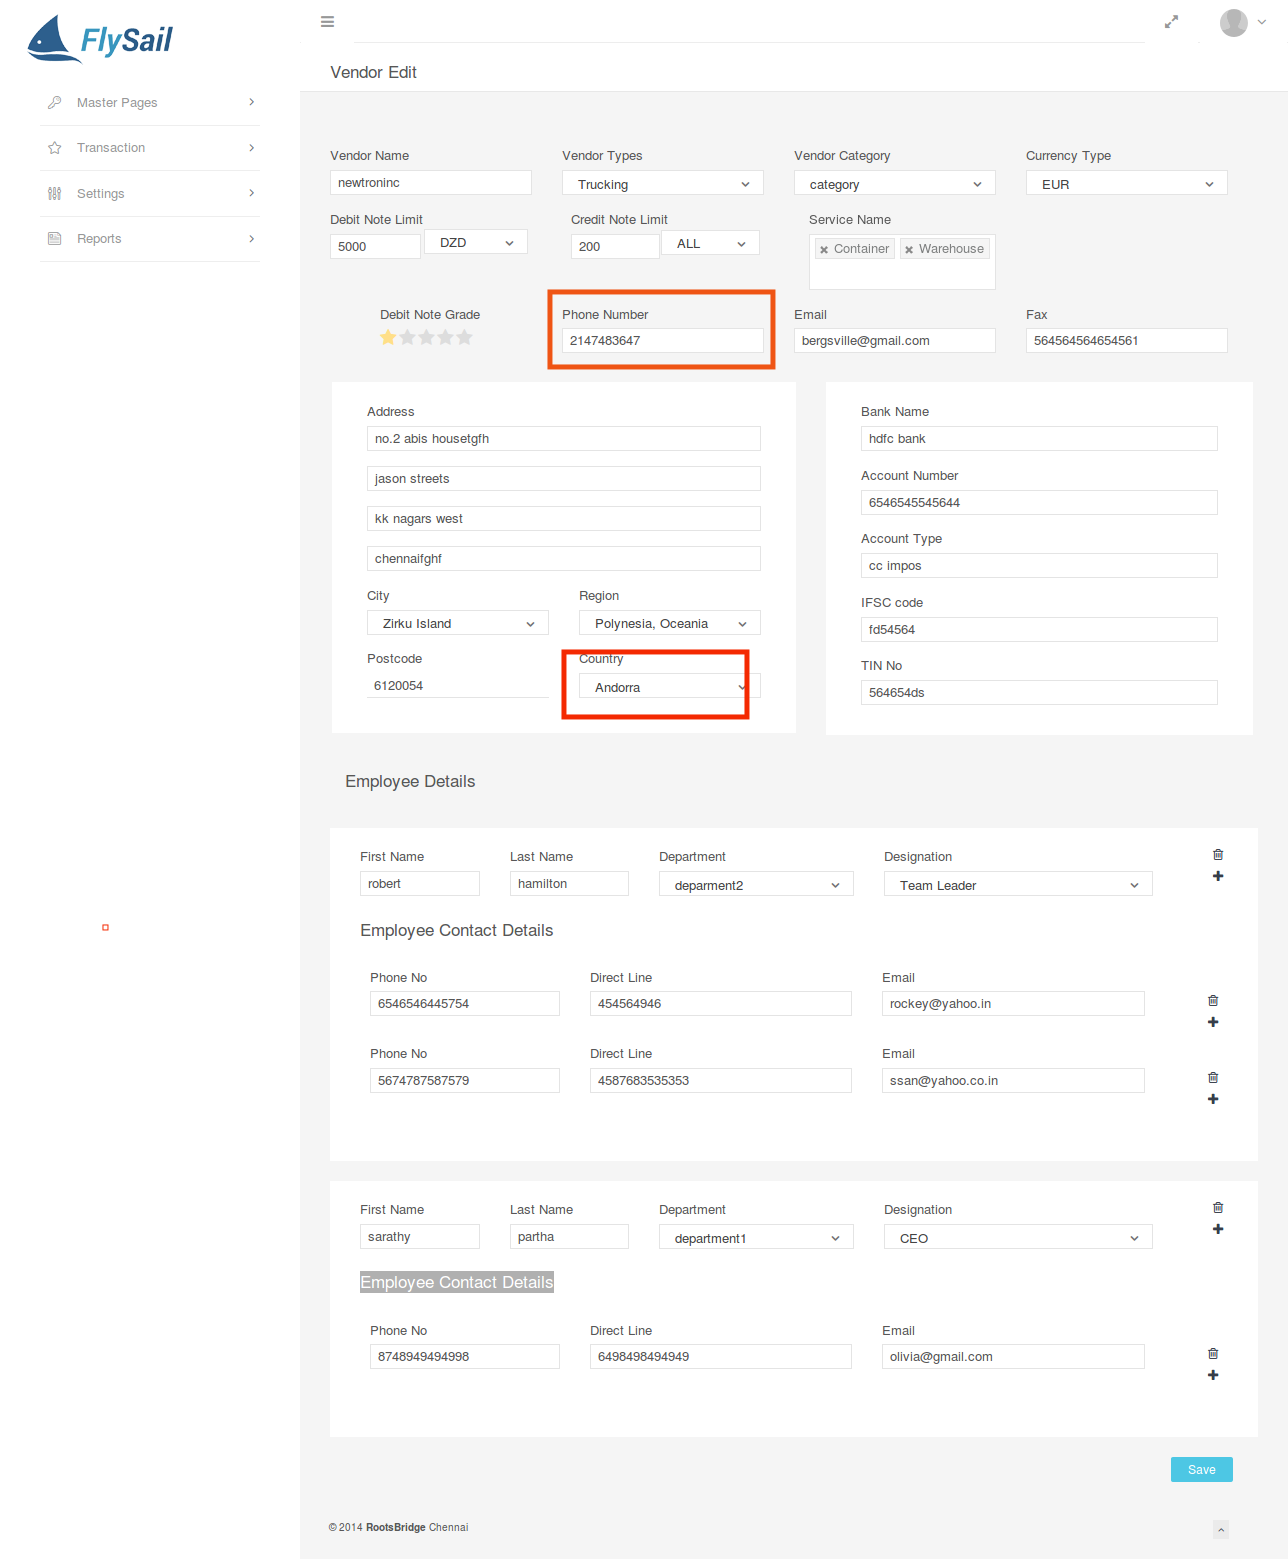 FlySail
Master Pages
Transaction
Settings
Reports
Vendor Edit
Vendor Name Vendor Types Vendor Category Currency Type
newtroninc Trucking category EUR
Debit Note Limit Credit Note Limit Service Name
5000 DZD 200 ALL × Container × Warehouse
Debit Note Grade Phone Number Email Fax
2147483647 bergsville@gmail.com 564564564654561
Address
no.2 abis housetgfh
jason streets
kk nagars west
chennaifghf
City Region
Zirku Island Polynesia, Oceania
Postcode Country
6120054 Andorra
Bank Name
hdfc bank
Account Number
6546545545644
Account Type
cc impos
IFSC code
fd54564
TIN No
564654ds
Employee Details
First Name Last Name Department Designation
robert hamilton deparment2 Team Leader
Employee Contact Details
Phone No Direct Line Email
6546546445754 454564946 rockey@yahoo.in
Phone No Direct Line Email
5674787587579 4587683535353 ssan@yahoo.co.in
First Name Last Name Department Designation
sarathy partha department1 CEO
Employee Contact Details
Phone No Direct Line Email
8748949494998 6498498494949 olivia@gmail.com
Save
© 2014 RootsBridge Chennai